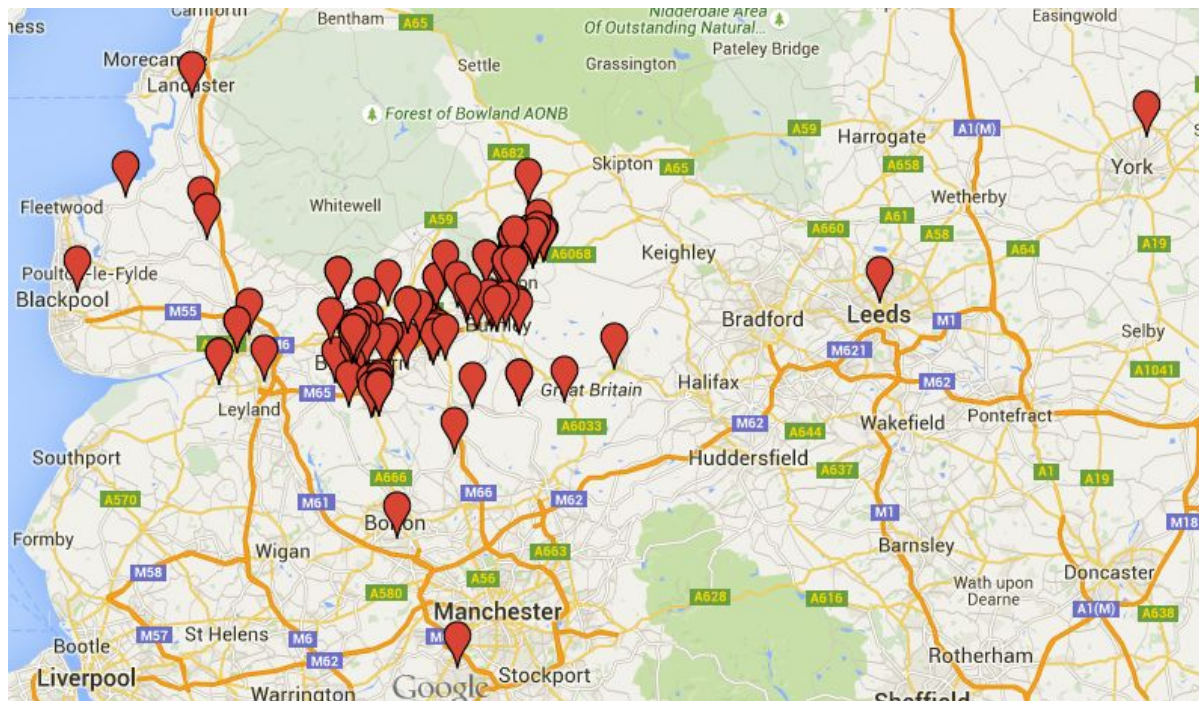 ness
Camforth
Bentham
A65
Nidderdale Area
Of Outstanding Natural...
Pateley Bridge
Easingwold
Morecam
Lancaster
Settle
Grassington
Forest of Bowland AONB
A59
Harrogate
A1(M)
A682
Skipton
A65
A658
York
Fleetwood
Whitewell
A59
Wetherby
A61
A660
A58
A64
A19
Keighley
A6068
Poulton-le-Fylde
Blackpool
M55
Leeds
Bradford
M1
Selby
M6
M621
A1041
M65
Great Britain
Halifax
M62
Leyland
Pontefract
A6033
M62
A644
Wakefield
Southport
Huddersfield
A637
A1
A19
A570
A666
M61
M66
M62
M1
M18
Formby
Bolton
Wigan
A663
Barnsley
M58
A56
Doncaster
A580
A628
A616
Wath upon
Dearne
A1(M)
A638
Manchester
M57
St Helens
M6
Bootle
M62
Liverpool
Stockport
Rotherham
Warrington
Google
Sheffield